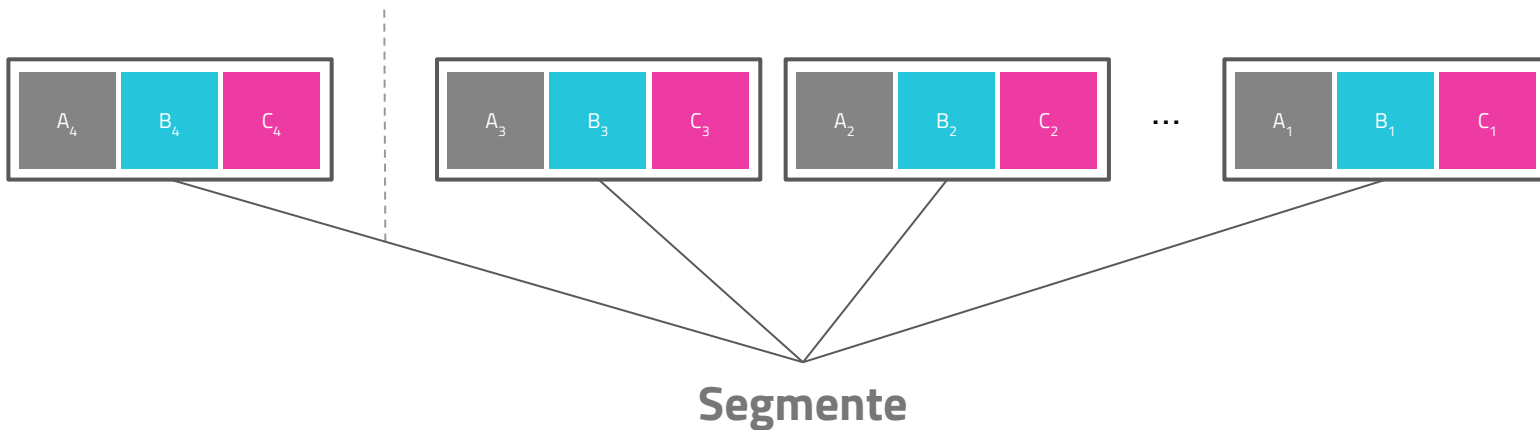 A₄ B₄ C₄ A₃ B₃ C₃ A₂ B₂ C₂ ... A₁ B₁ C₁
Segmente